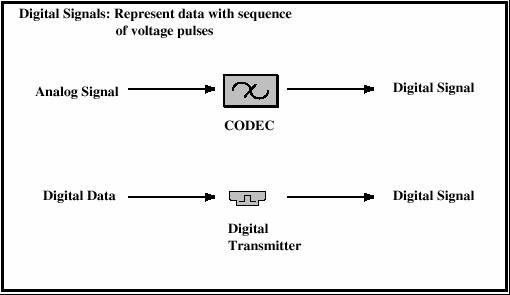 Digital Signals: Represent data with sequence
of voltage pulses
Analog Signal
Digital Signal
CODEC
Digital Data
Digital Signal
Digital
Transmitter